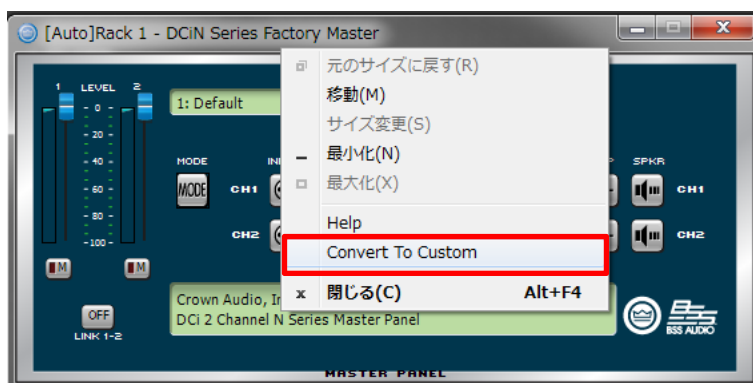 [Auto]Rack 1 - DCiN Series Factory Master
元のサイズに戻す(R)
移動(M)
サイズ変更(S)
最小化(N)
最大化(X)
Help
Convert To Custom
x 閉じる(C) Alt+F4
1 LEVEL 2
- 0 -
- 20 -
- 40 -
- 60 -
- 80 -
-100-
M M
OFF
LINK 1-2
1: Default
MODE
MODE
CH1
CH2
SPKR
CH1
CH2
Crown Audio,
DCi 2 Channel N Series Master Panel
BSS AUDIO
MASTER PANEL